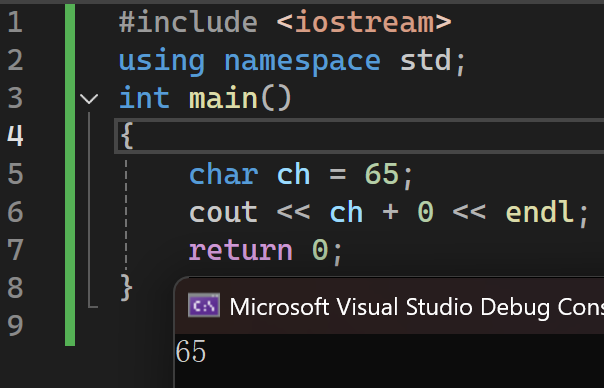 1 #include <iostream>
2 using namespace std;
3 int main()
4 {
5 char ch = 65;
6 cout << ch + 0 << endl;
7 return 0;
8 }
9
C:\ Microsoft Visual Studio Debug Cons
65